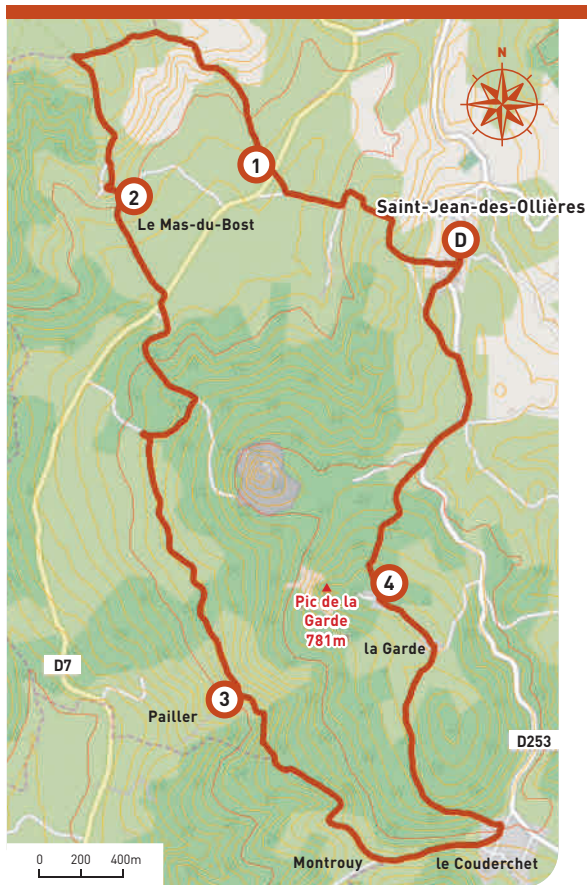 N
1
2
Saint-Jean-des-Ollières
Le Mas-du-Bost
D
4
Pic de la
Garde
781m
la Garde
D7
3
Pailler
D253
0 200 400m
Montrouy
le Couderchet